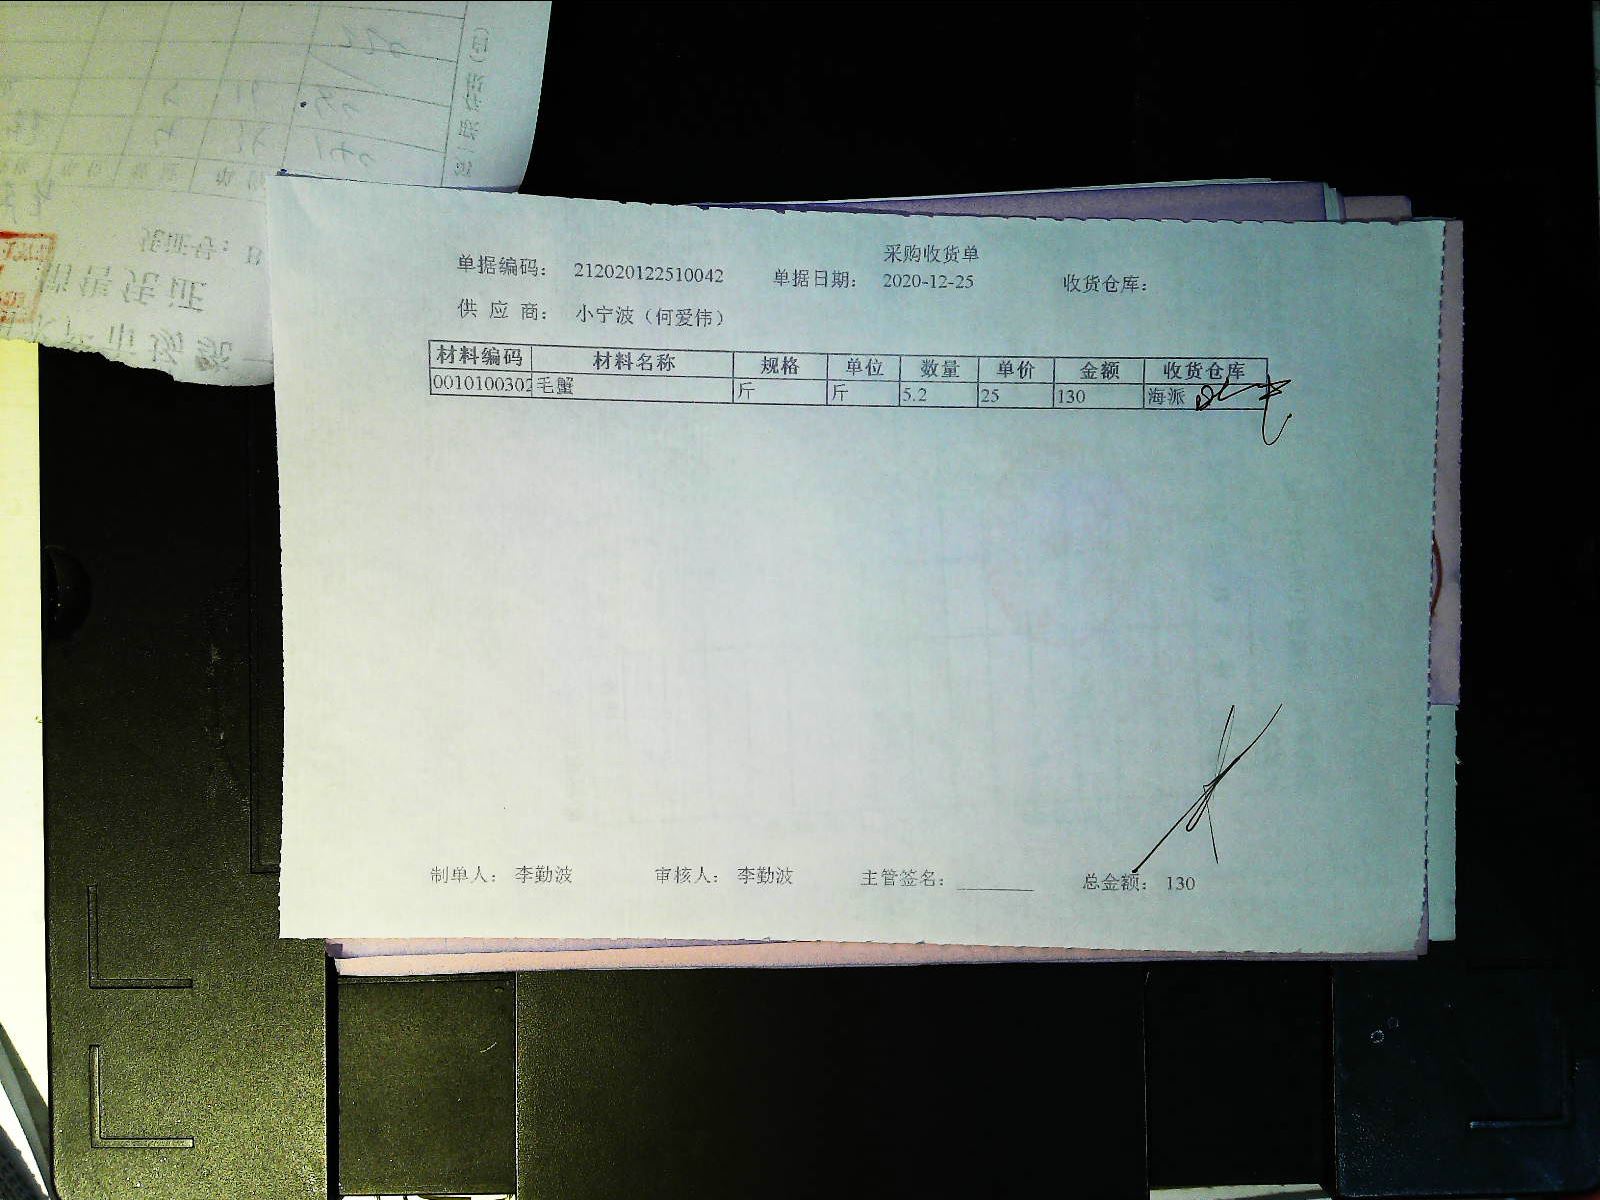 采购收货单
单据编码： 212020122510042 单据日期： 2020-12-25 收货仓库：
供 应 商： 小宁波（何爱伟）
材料编码 材料名称 规格 单位 数量 单价 金额 收货仓库
0010100302 毛蟹 斤 斤 5.2 25 130 海派
制单人： 李勤波 审核人： 李勤波 主管签名： 总金额： 130